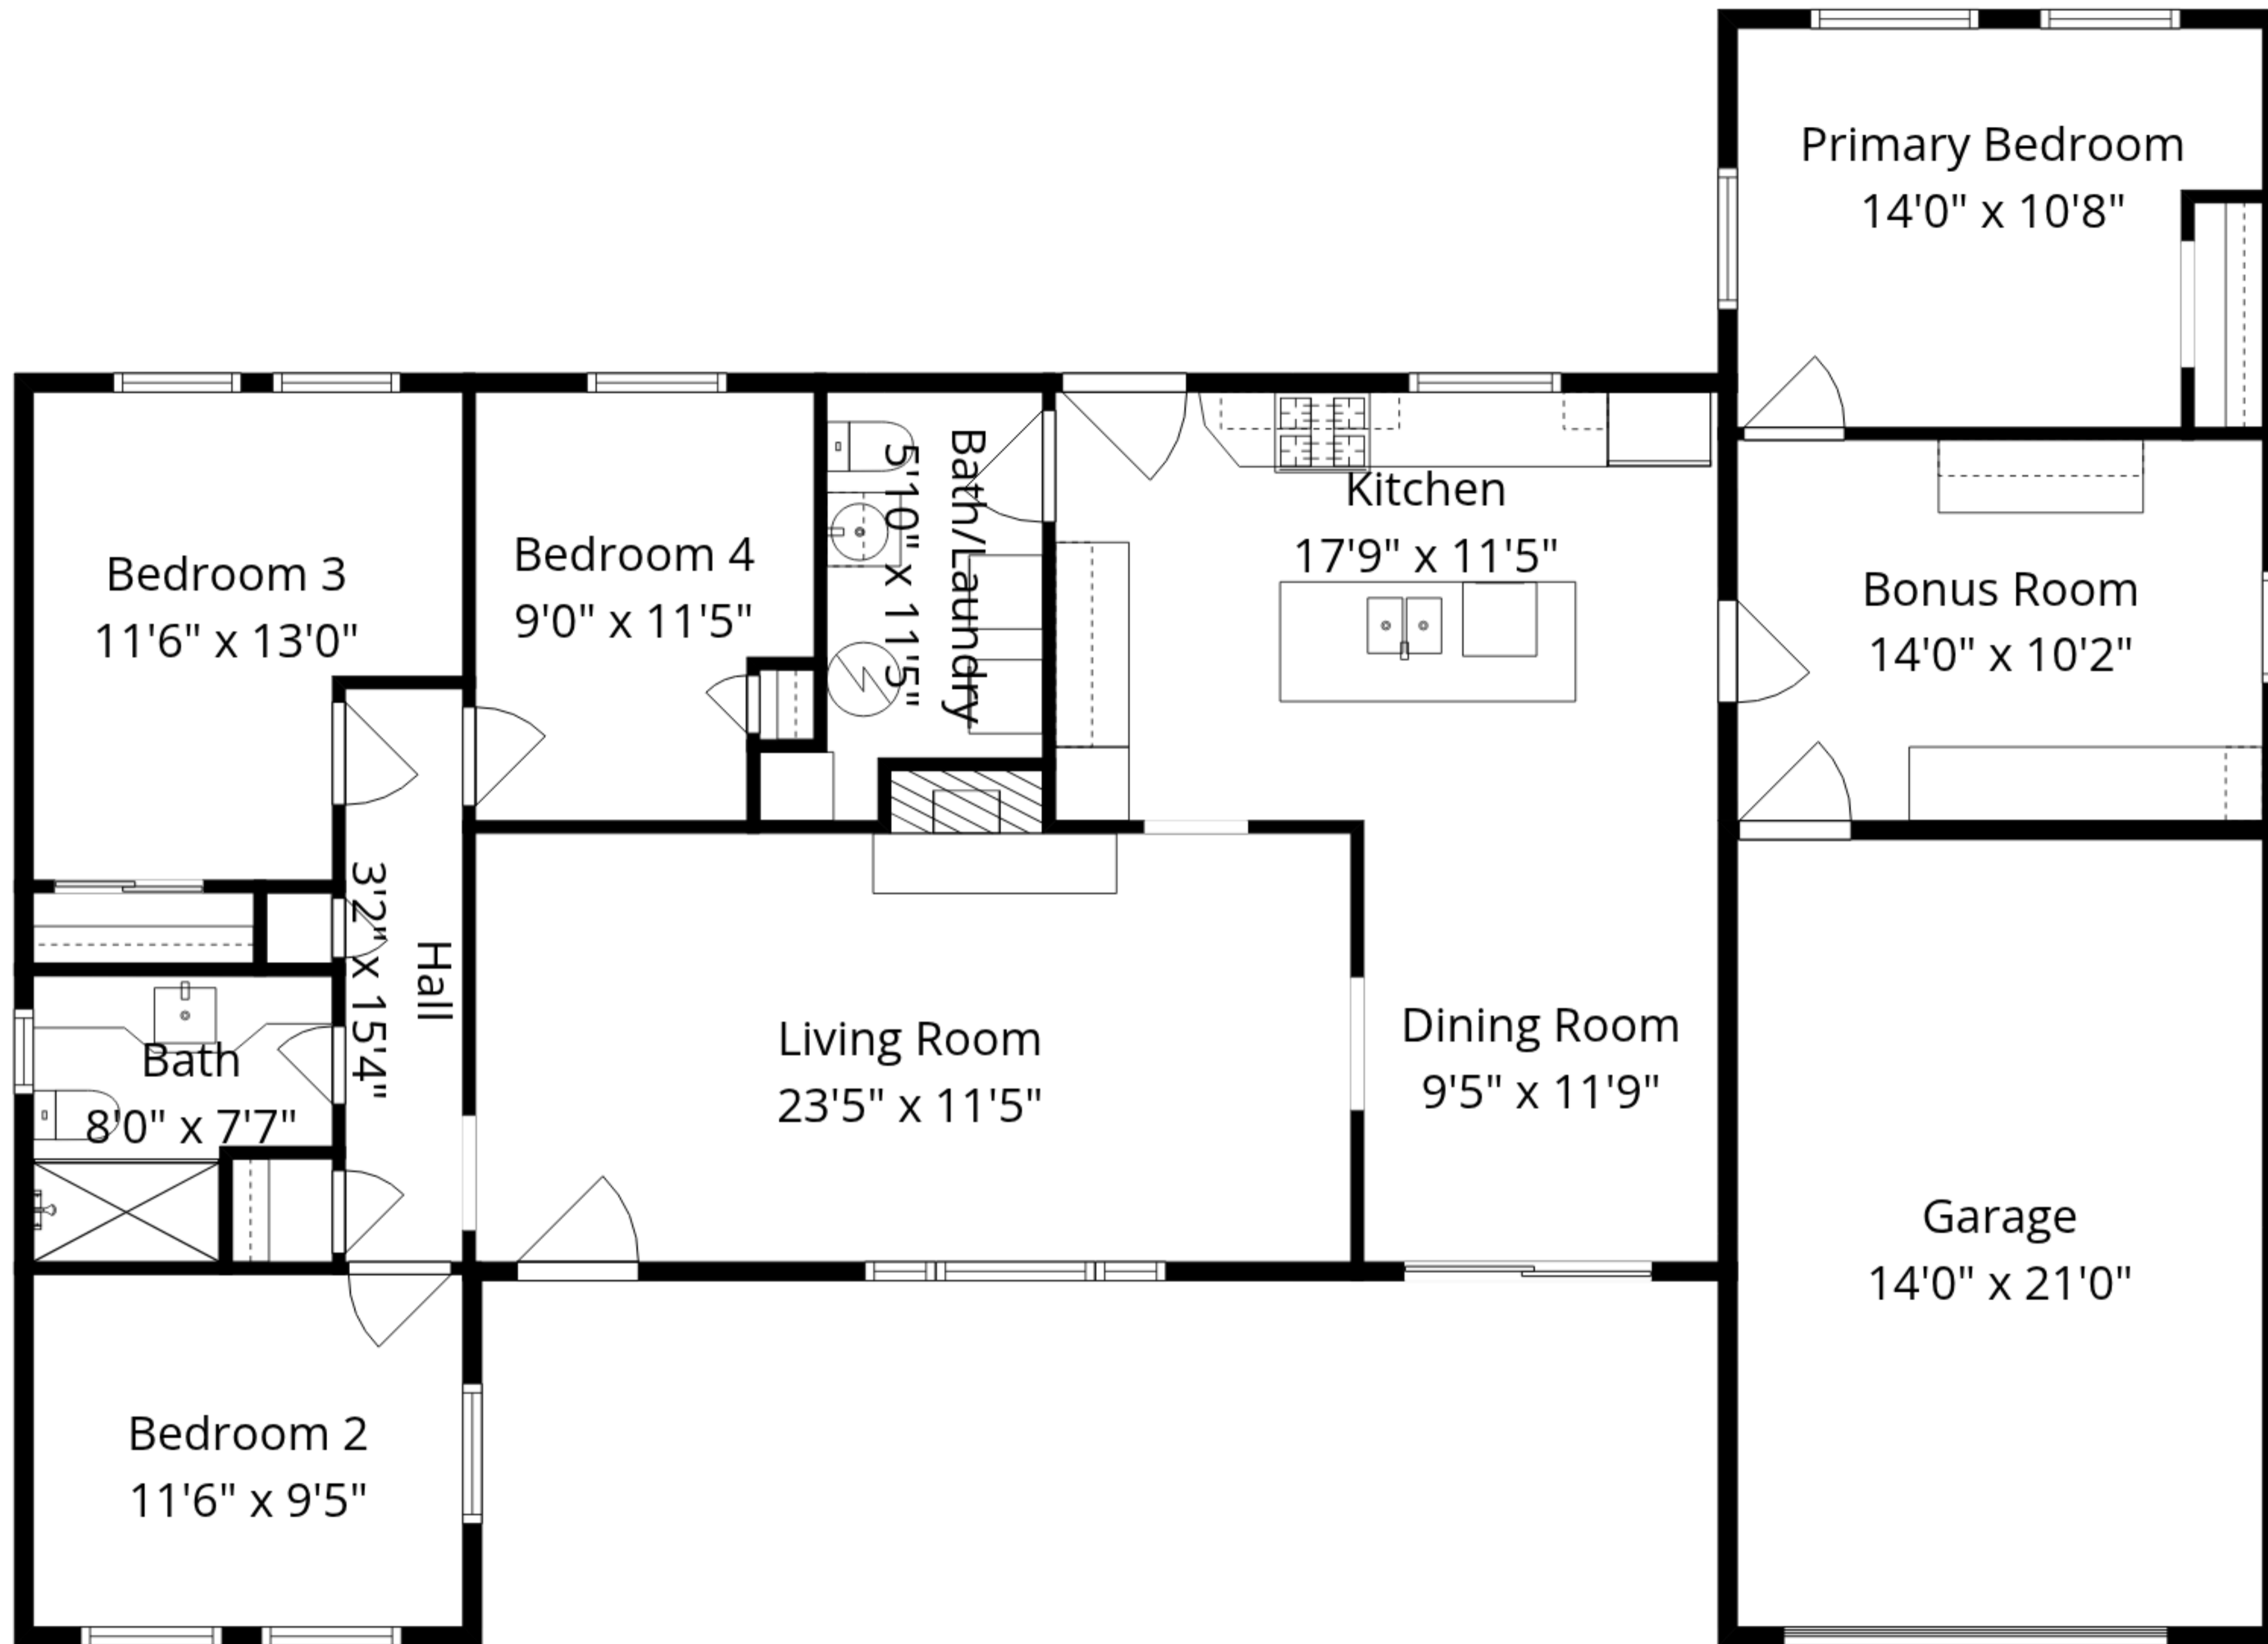 Primary Bedroom
14'0" x 10'8"
Bedroom 3
11'6" x 13'0"
Bedroom 4
9'0" x 11'5"
Bath/Laundry
5'10" x 11'5"
Kitchen
17'9" x 11'5"
Bonus Room
14'0" x 10'2"
Hall
3'2" x 15'4"
Bath
8'0" x 7'7"
Living Room
23'5" x 11'5"
Dining Room
9'5" x 11'9"
Garage
14'0" x 21'0"
Bedroom 2
11'6" x 9'5"